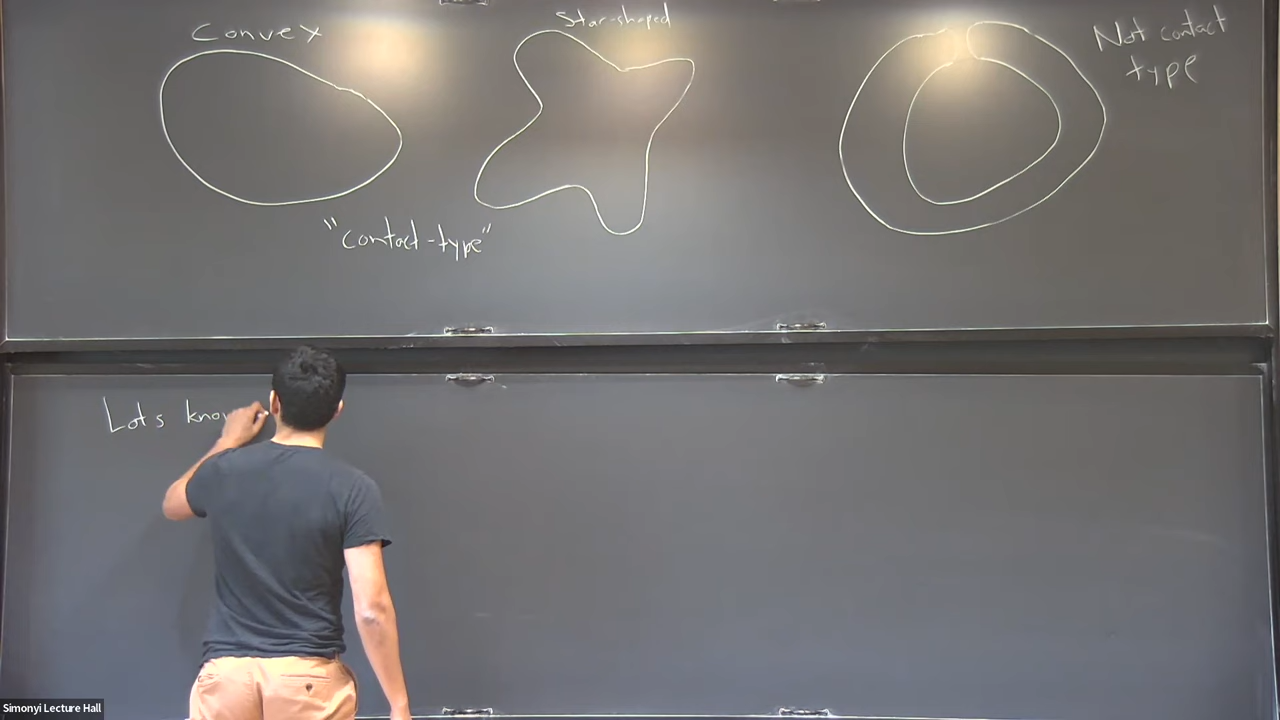 Convex
Star-shaped
Not contact
type
"contact-type"
Lots
Simonyi Lecture Hall